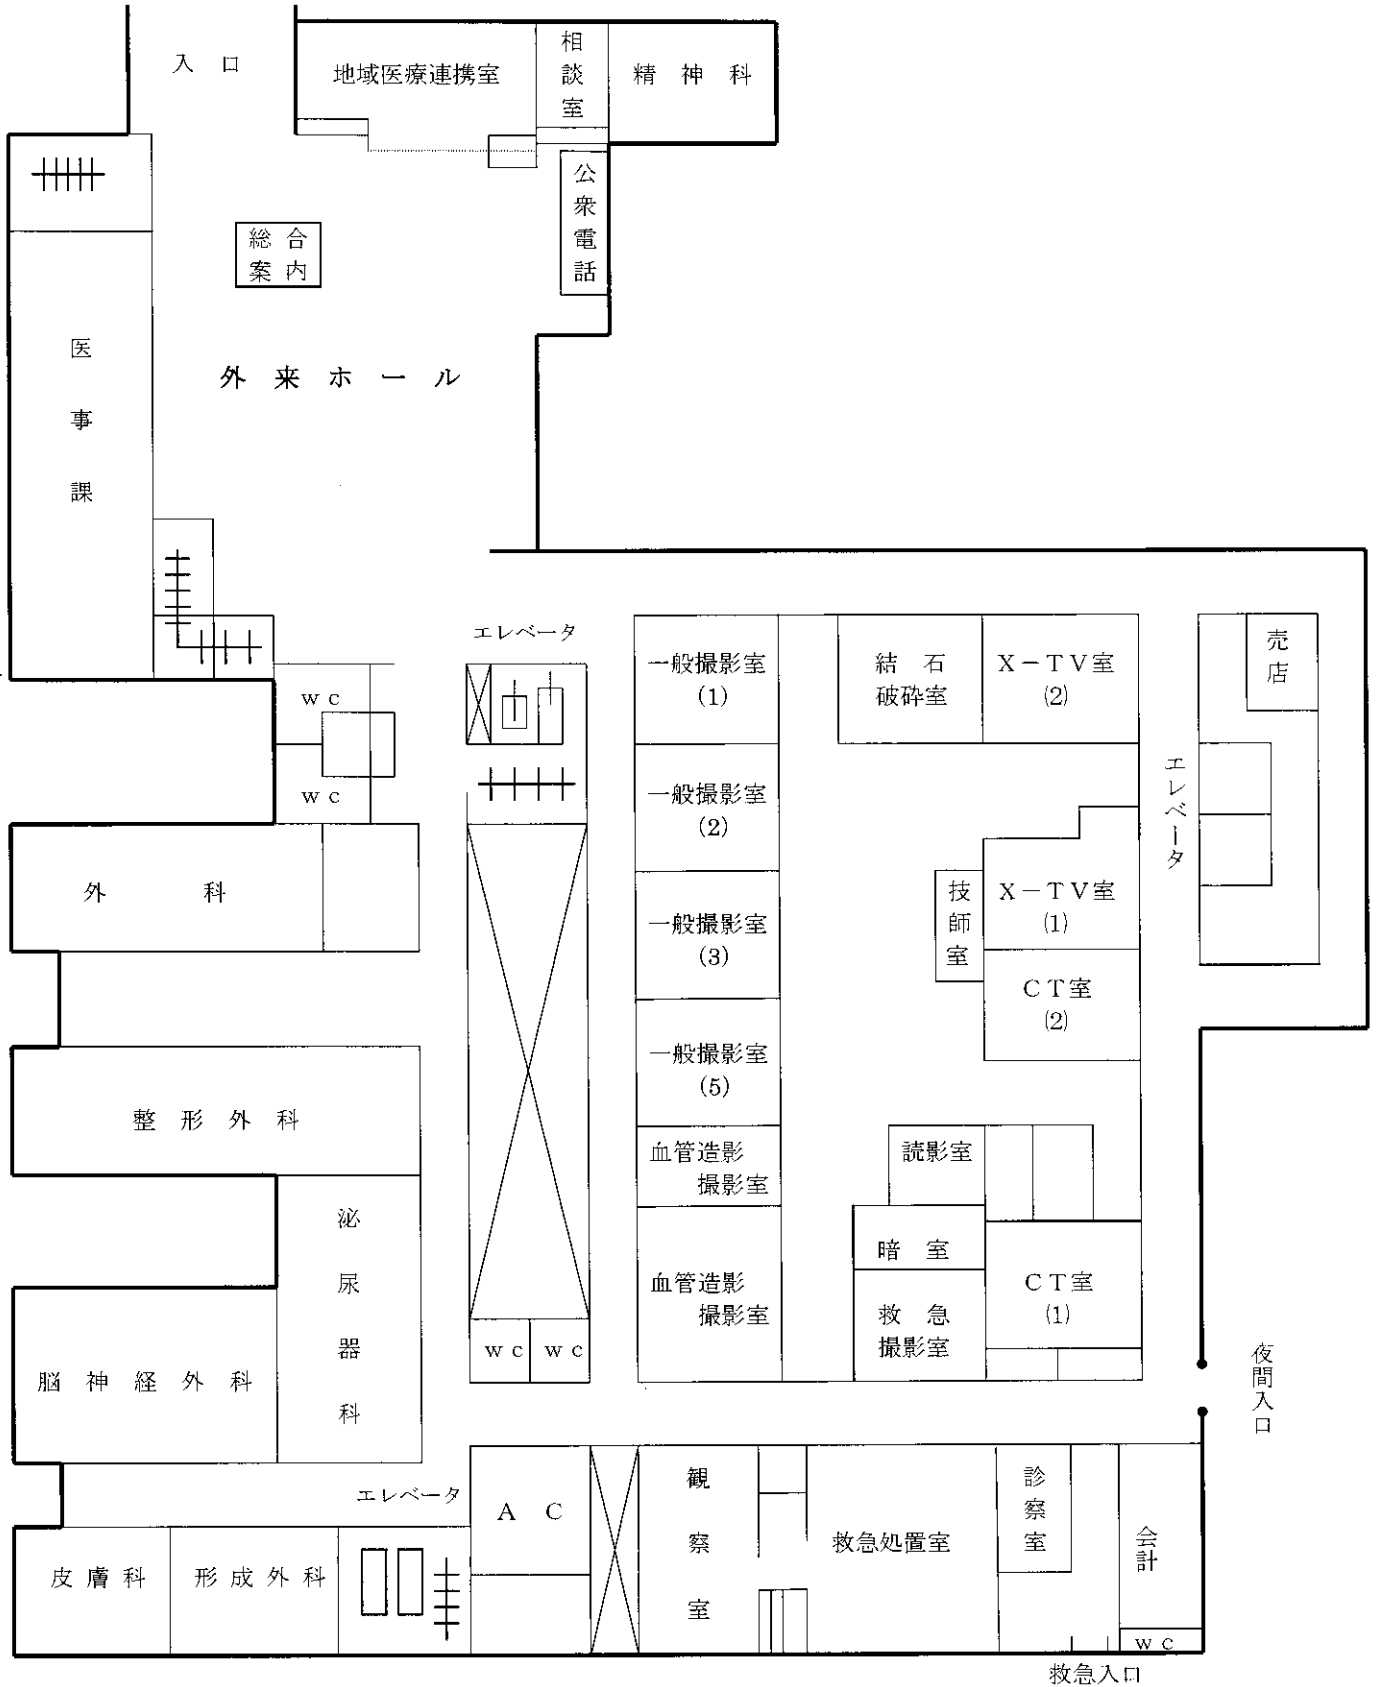 入口
地域医療連携室
相談室
精神科
公衆電話
総合
案内
医事課
外来ホール
エレベータ
一般撮影室
(1)
結石
破砕室
X－TV室
(2)
売店
wc
wc
一般撮影室
(2)
エレベータ
外科
一般撮影室
(3)
技師室
X－TV室
(1)
CT室
(2)
一般撮影室
(5)
整形外科
血管造影
撮影室
読影室
泌尿器科
暗室
血管造影
撮影室
救急
撮影室
CT室
(1)
wc
wc
脳神経外科
夜間入口
エレベータ
AC
観察室
救急処置室
診察室
会計
皮膚科
形成外科
wc
救急入口